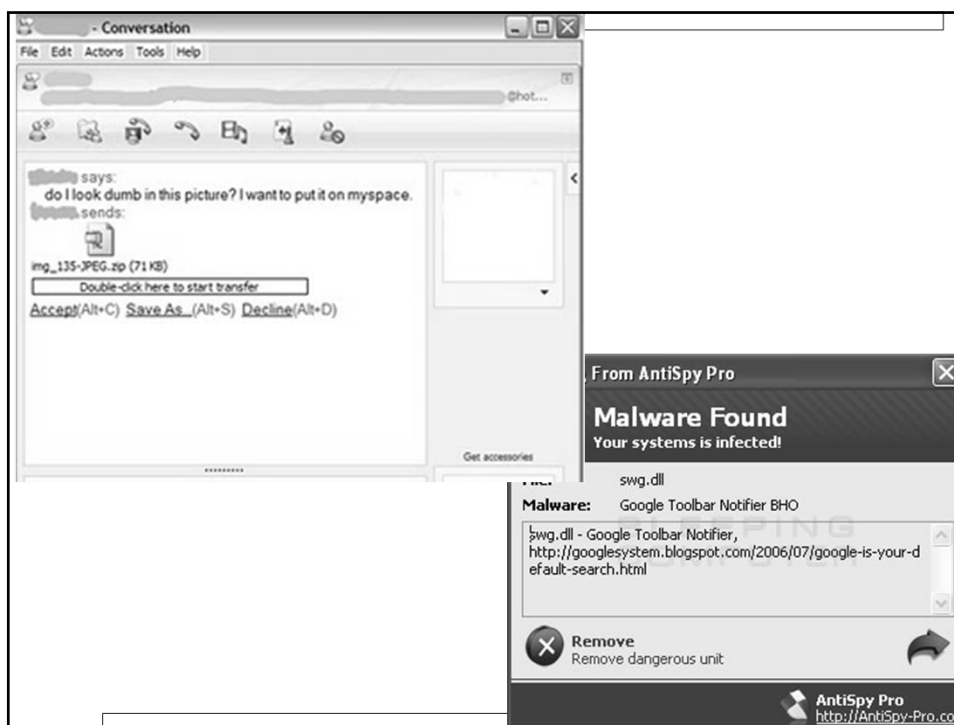 - Conversation
File Edit Actions Tools Help
@hot...
says:
do I look dumb in this picture? I want to put it on myspace.
sends:
img_135-JPEG.zip (71 KB)
Double-click here to start transfer
Accept(Alt+C) Save As...(Alt+S) Decline(Alt+D)
Get accessories
From AntiSpy Pro
Malware Found
Your systems is infected!
File: swg.dll
Malware: Google Toolbar Notifier BHO
BLEEPING
COMPUTER
swg.dll - Google Toolbar Notifier,
http://googlesystem.blogspot.com/2006/07/google-is-your-d
efault-search.html
Remove
Remove dangerous unit
AntiSpy Pro
http://AntiSpy-Pro.co